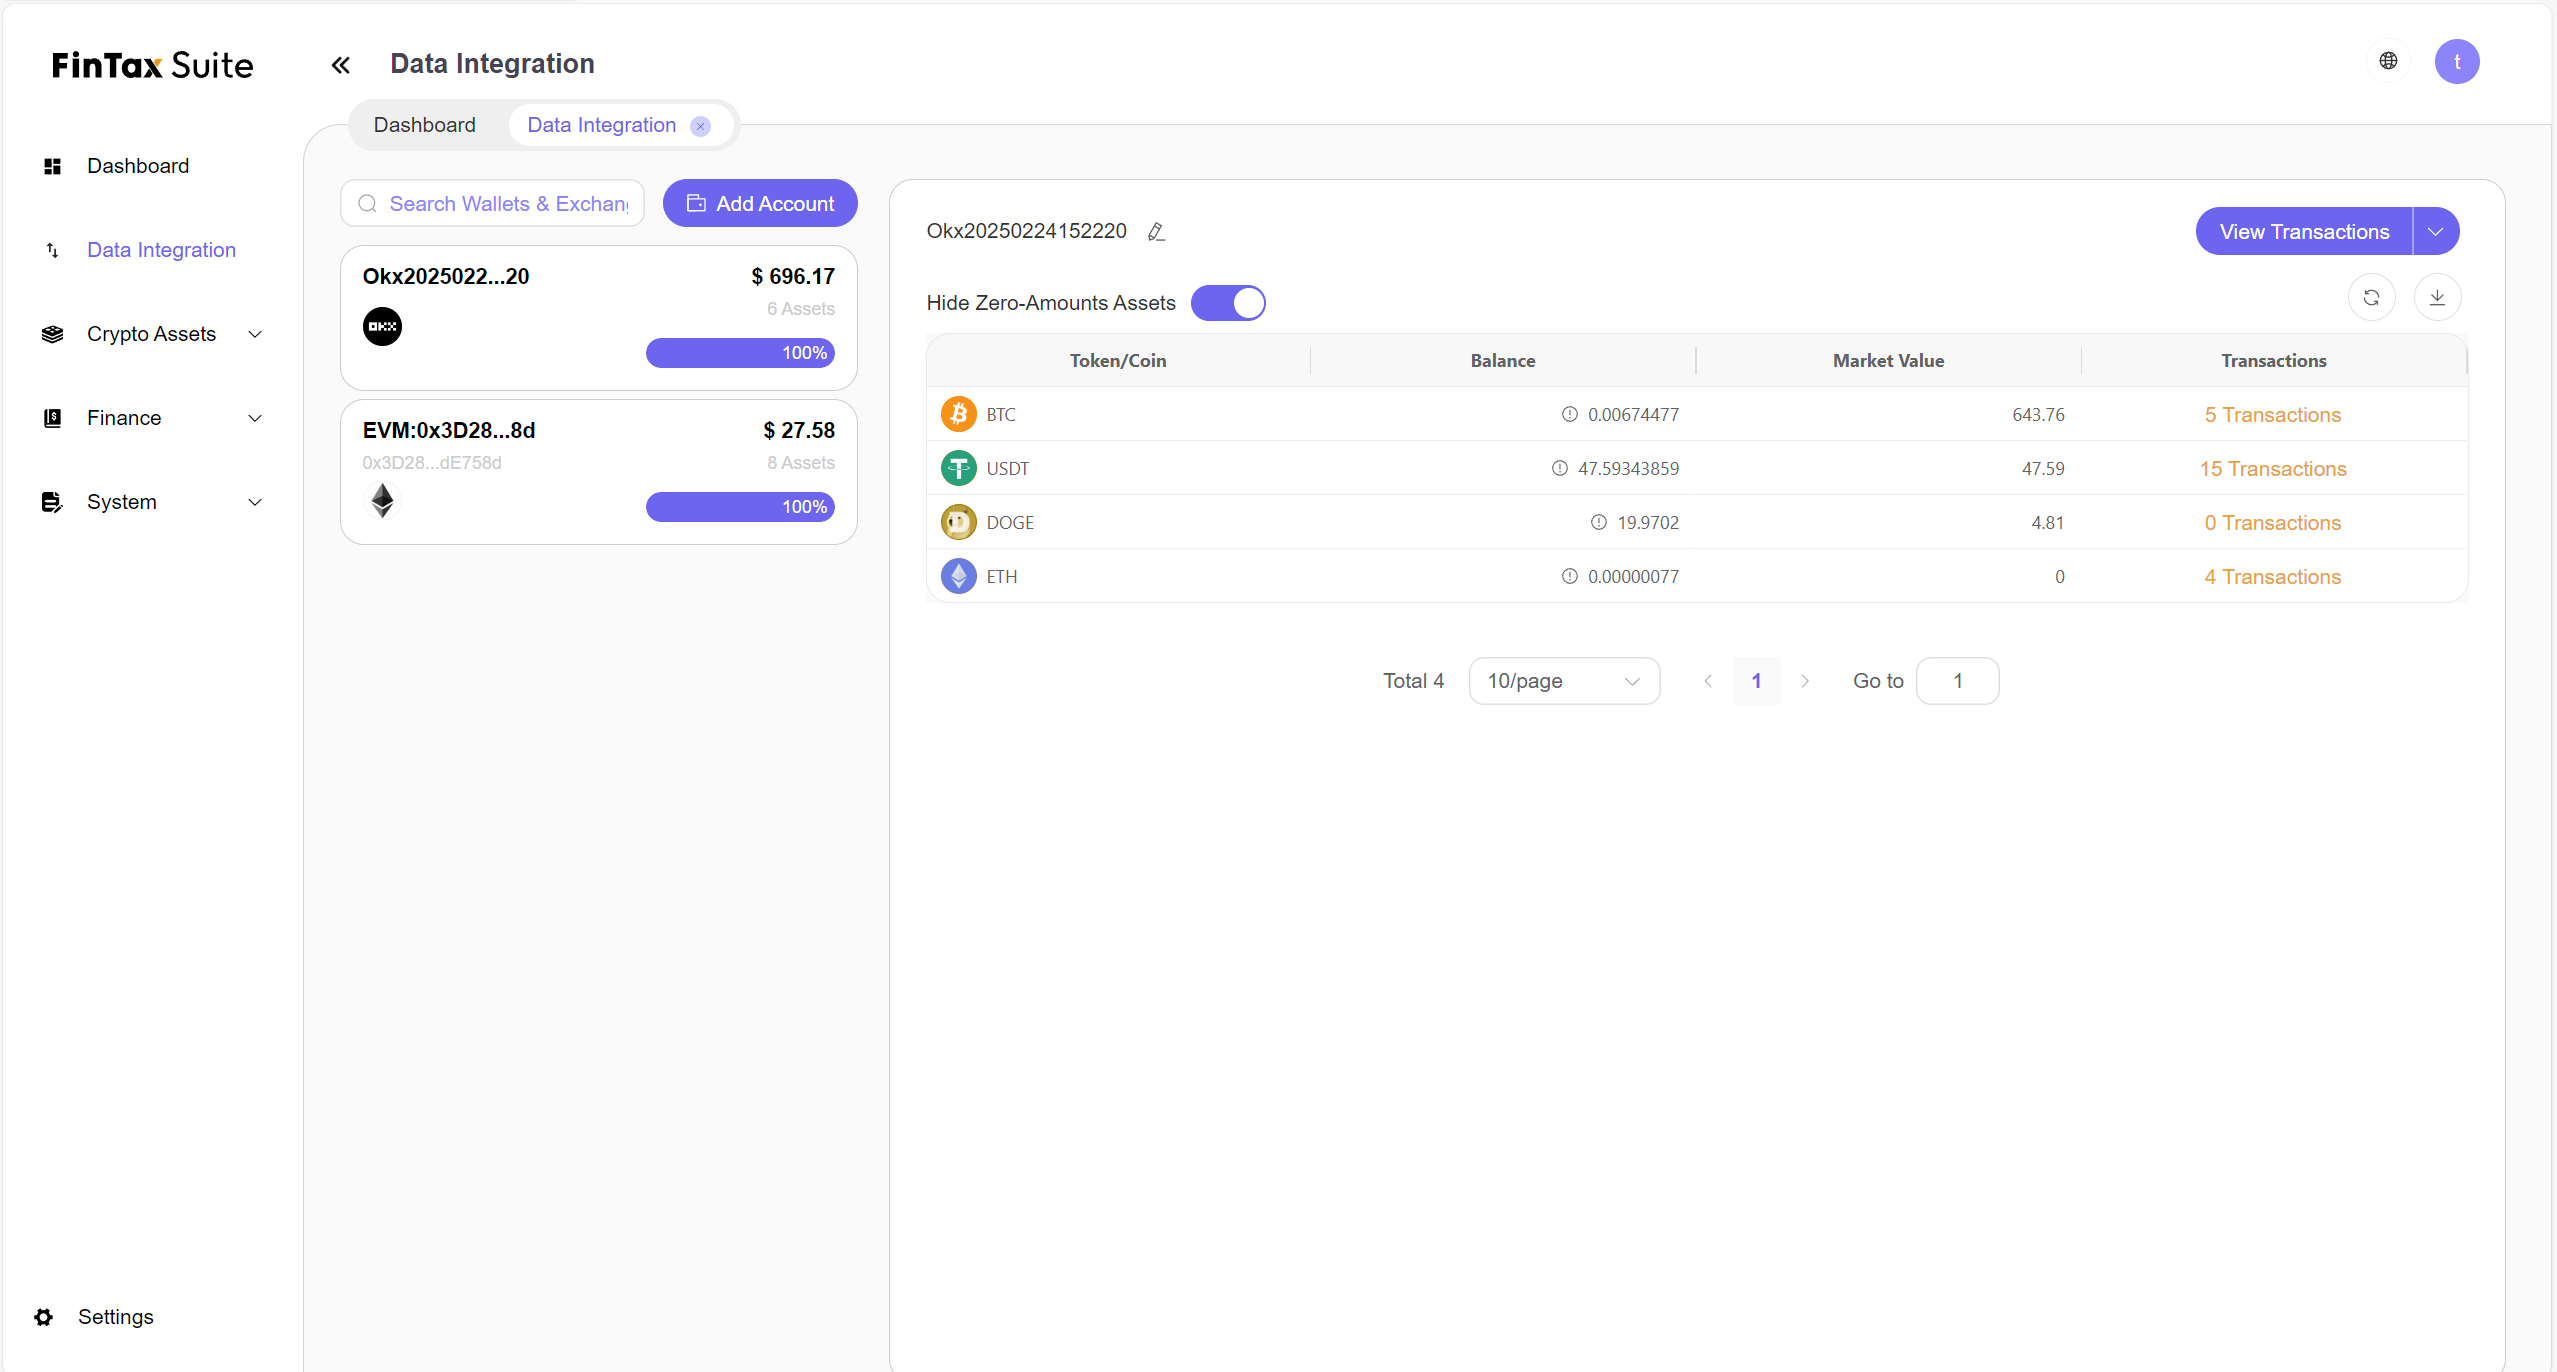 FinTax Suite
Data Integration
t
Dashboard
Data Integration
Dashboard
Data Integration
Crypto Assets
Finance
System
Settings
Search Wallets & Exchan
Add Account
Okx2025022...20
$ 696.17
6 Assets
OKX
100%
EVM:0x3D28...8d
$ 27.58
0x3D28...dE758d
8 Assets
100%
Okx20250224152220
View Transactions
Hide Zero-Amounts Assets
Token/Coin Balance Market Value Transactions
BTC 0.00674477 643.76 5 Transactions
USDT 47.59343859 47.59 15 Transactions
DOGE 19.9702 4.81 0 Transactions
ETH 0.00000077 0 4 Transactions
Total 4 10/page 1 Go to 1